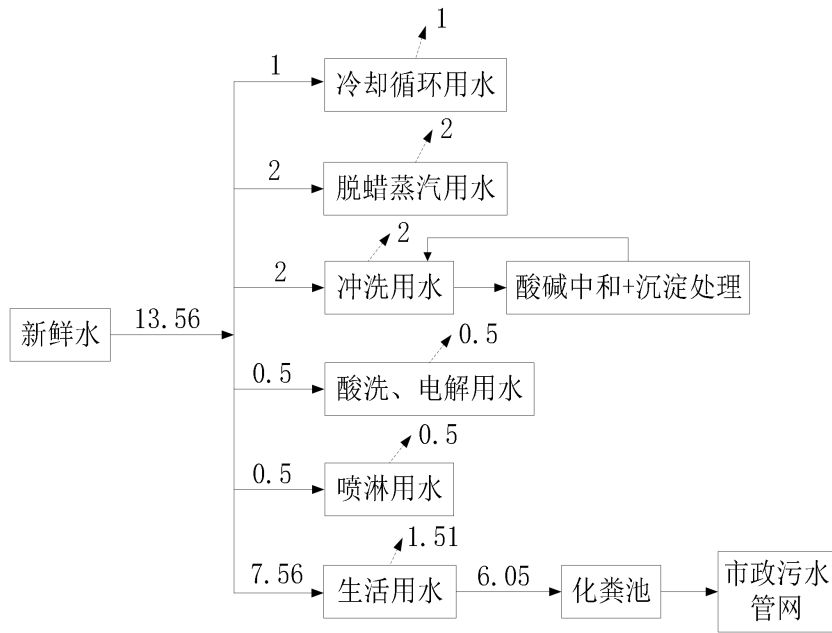 1
1
冷却循环用水
2
2
脱蜡蒸汽用水
2
2
冲洗用水
酸碱中和+沉淀处理
新鲜水
13.56
0.5
0.5
酸洗、电解用水
0.5
0.5
喷淋用水
1.51
7.56
生活用水
6.05
化粪池
市政污水
管网